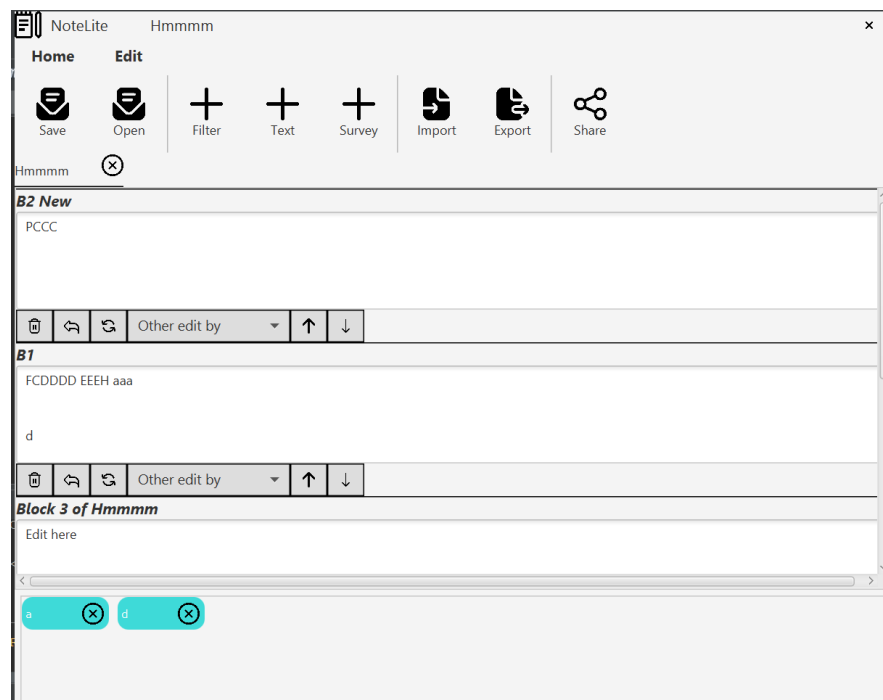 NoteLite Hmmmm
Home Edit
Save Open Filter Text Survey Import Export Share
Hmmmm
B2 New
PCCC
Other edit by
B1
FCDDDD EEEH aaa
d
Other edit by
Block 3 of Hmmmm
Edit here
a d